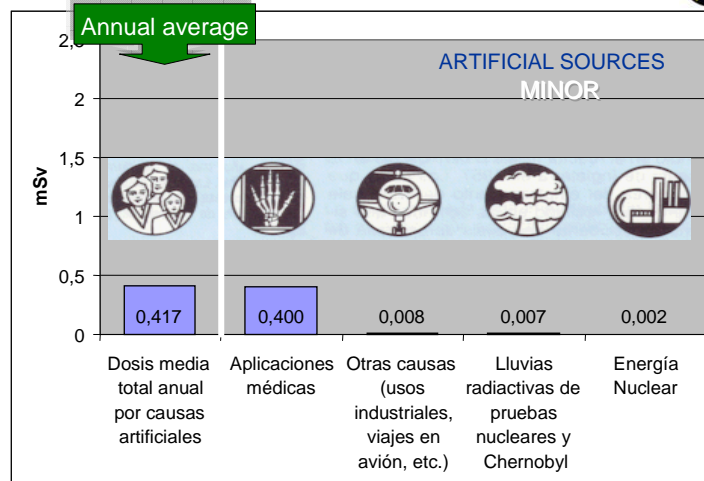 Annual average
ARTIFICIAL SOURCES
MINOR
mSv
2
1,5
1
0,5
0
0,417
0,400
0,008
0,007
0,002
Dosis media
total anual
por causas
artificiales
Aplicaciones
médicas
Otras causas
(usos
industriales,
viajes en
avión, etc.)
Lluvias
radiactivas de
pruebas
nucleares y
Chernobyl
Energía
Nuclear